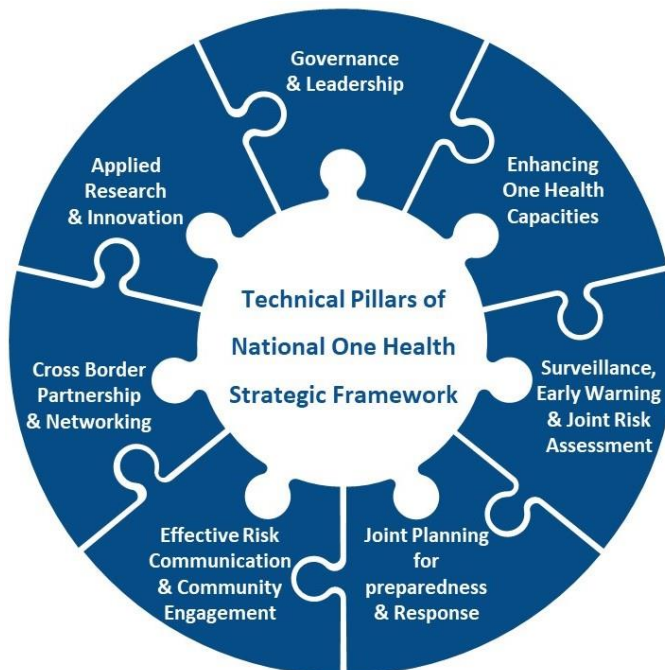 Governance
& Leadership
Enhancing
One Health
Capacities
Surveillance,
Early Warning
& Joint Risk
Assessment
Joint Planning
for
preparedness
& Response
Effective Risk
Communication
& Community
Engagement
Cross Border
Partnership
& Networking
Applied
Research
& Innovation
Technical Pillars of
National One Health
Strategic Framework